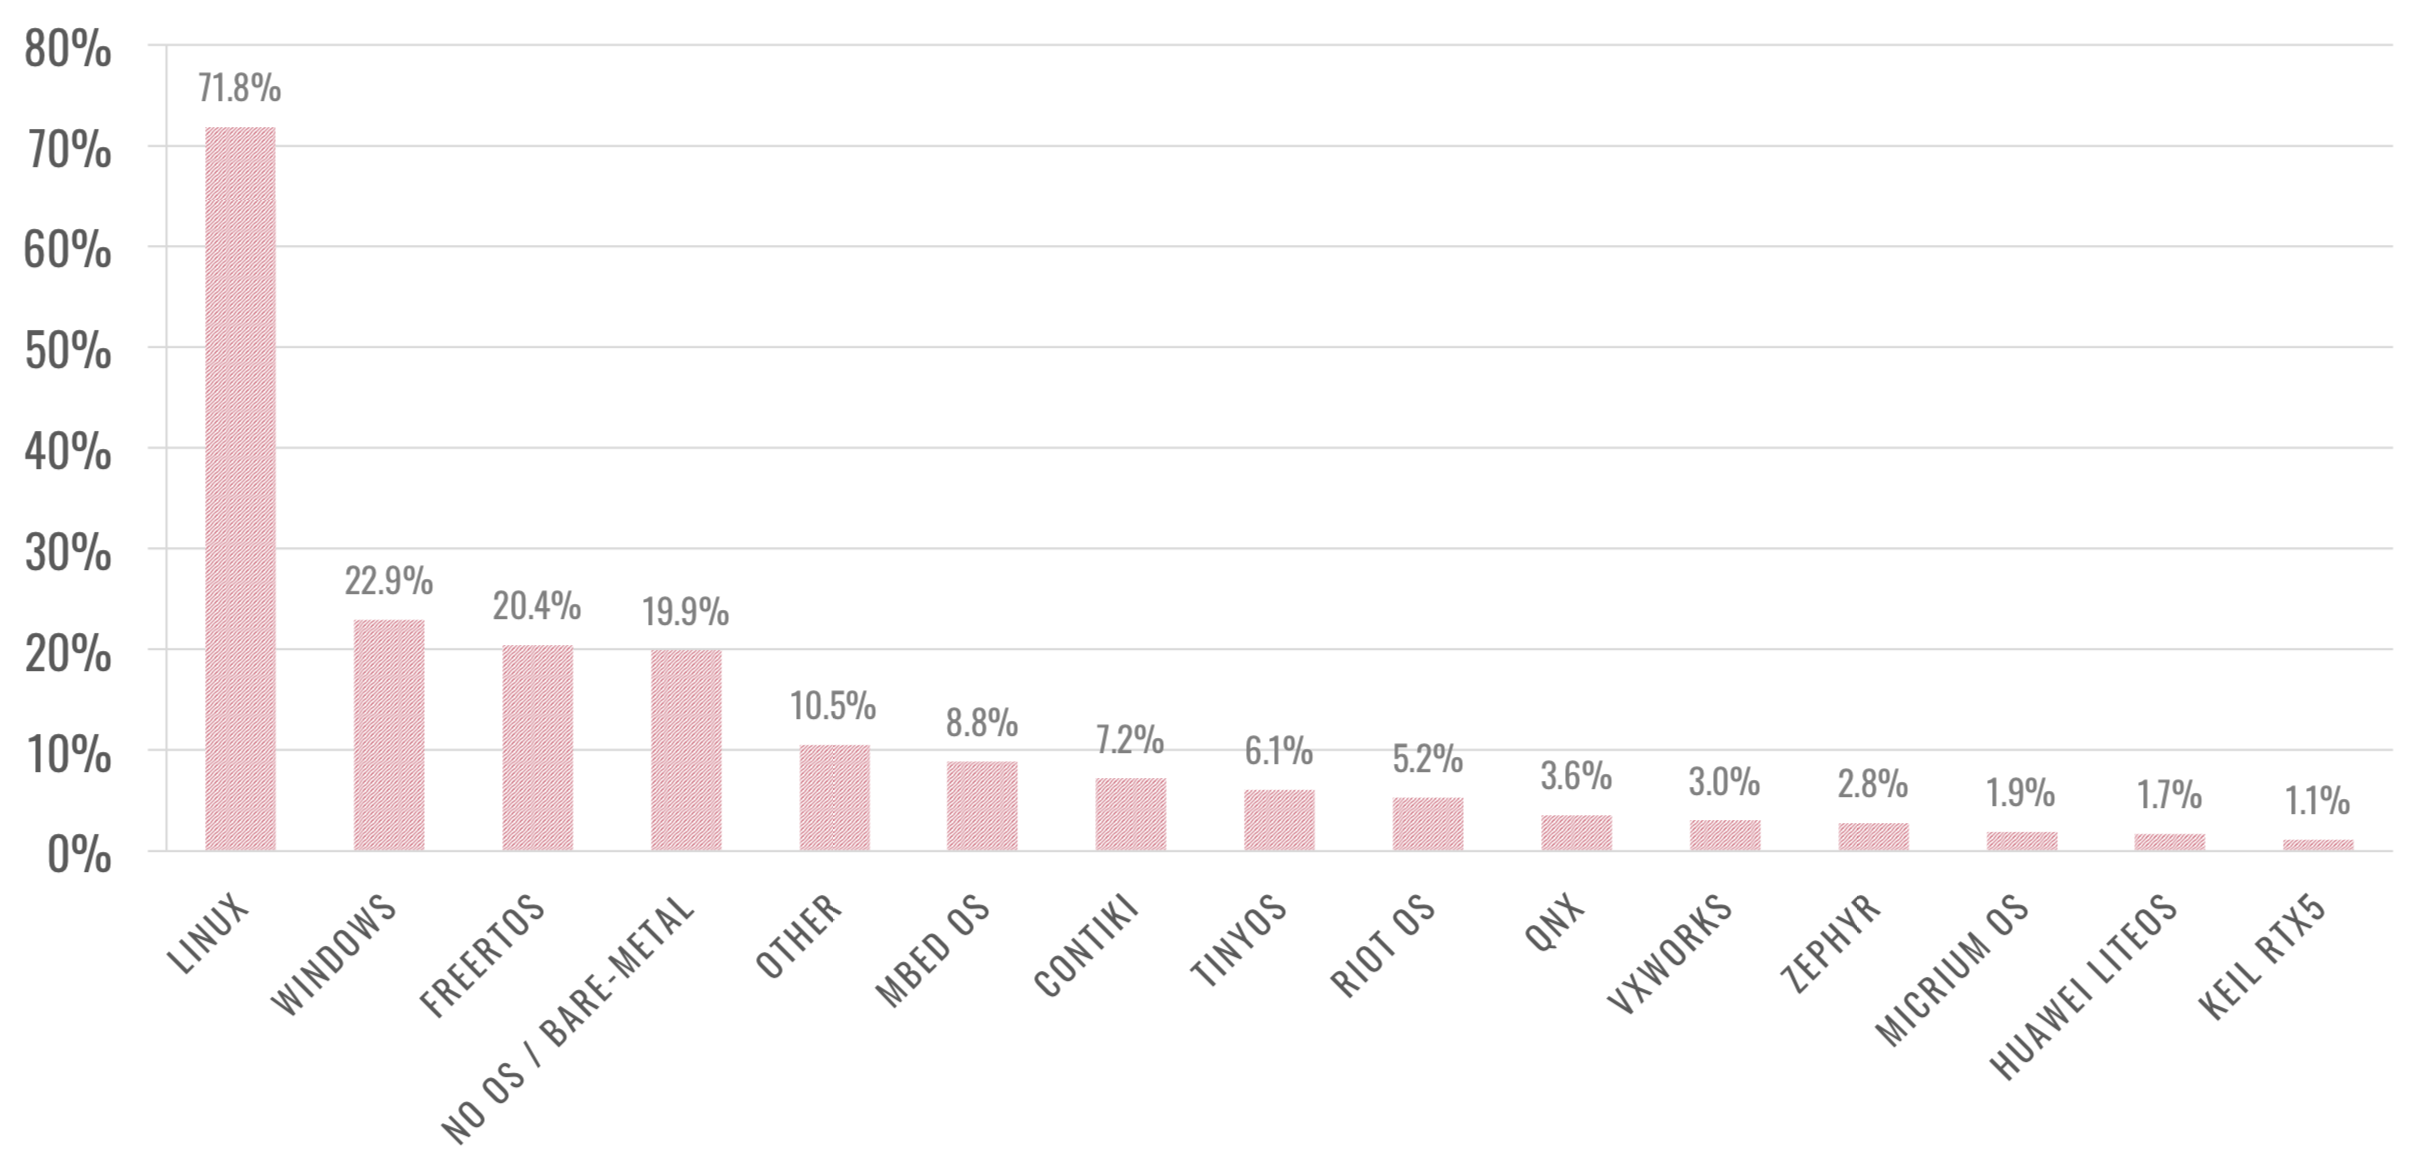 80%
70%
60%
50%
40%
30%
20%
10%
0%
71.8%
22.9%
20.4%
19.9%
10.5%
8.8%
7.2%
6.1%
5.2%
3.6%
3.0%
2.8%
1.9%
1.7%
1.1%
LINUX
WINDOWS
FREERTOS
NO OS / BARE-METAL
OTHER
MBED OS
CONTIKI
TINYOS
RIOT OS
QNX
VXWORKS
ZEPHYR
MICRIUM OS
HUAWEI LITEOS
KEIL RTX5